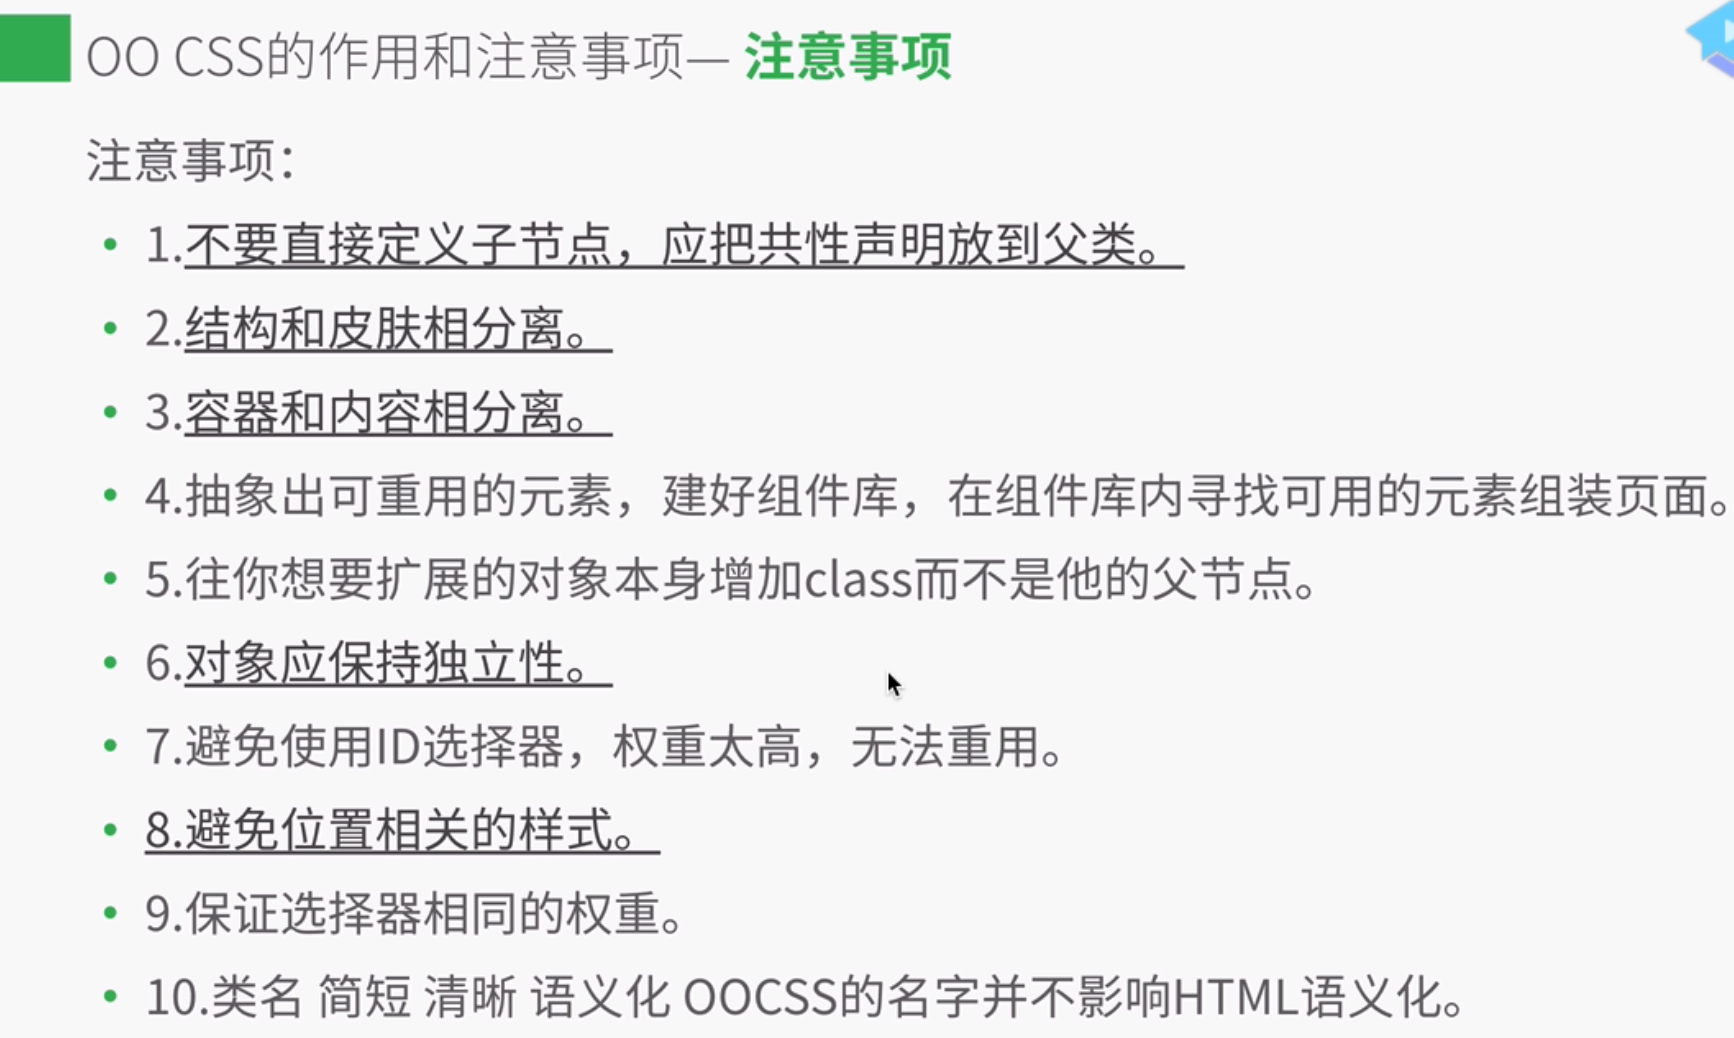 OO CSS的作用和注意事项— 注意事项
注意事项：
1.不要直接定义子节点，应把共性声明放到父类。
2.结构和皮肤相分离。
3.容器和内容相分离。
4.抽象出可重用的元素，建好组件库，在组件库内寻找可用的元素组装页面。
5.往你想要扩展的对象本身增加class而不是他的父节点。
6.对象应保持独立性。
7.避免使用ID选择器，权重太高，无法重用。
8.避免位置相关的样式。
9.保证选择器相同的权重。
10.类名 简短 清晰 语义化 OOCSS的名字并不影响HTML语义化。